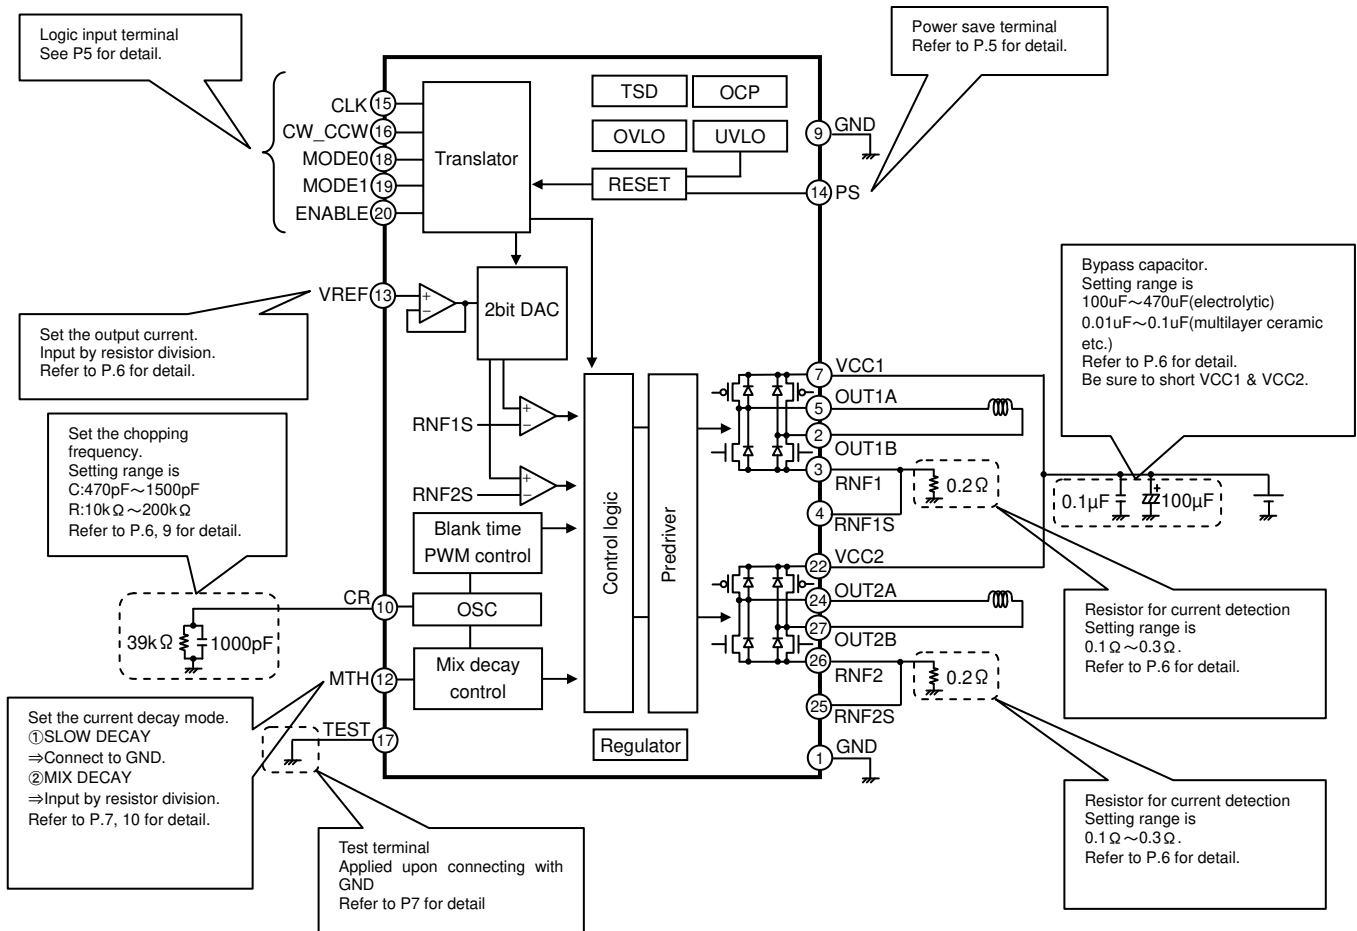 Logic input terminal
See P5 for detail.
Power save terminal
Refer to P.5 for detail.
CLK 15
CW_CCW 16
MODE0 18
MODE1 19
ENABLE 20
Translator
TSD
OCP
OVLO
UVLO
RESET
9 GND
14 PS
VREF 13
+
−
2bit DAC
Set the output current.
Input by resistor division.
Refer to P.6 for detail.
Bypass capacitor.
Setting range is
100uF～470uF(electrolytic)
0.01uF～0.1uF(multilayer ceramic
etc.)
Refer to P.6 for detail.
Be sure to short VCC1 & VCC2.
Set the chopping
frequency.
Setting range is
C:470pF～1500pF
R:10kΩ～200kΩ
Refer to P.6, 9 for detail.
RNF1S
+
−
RNF2S
+
−
Blank time
PWM control
OSC
Mix decay
control
Control logic
Predriver
Regulator
7 VCC1
5 OUT1A
2 OUT1B
3 RNF1
4 RNF1S
0.2Ω
0.1µF
+
100µF
22 VCC2
24 OUT2A
27 OUT2B
26 RNF2
25 RNF2S
0.2Ω
1 GND
CR 10
39kΩ
1000pF
MTH 12
TEST 17
Set the current decay mode.
①SLOW DECAY
⇒Connect to GND.
②MIX DECAY
⇒Input by resistor division.
Refer to P.7, 10 for detail.
Test terminal
Applied upon connecting with
GND
Refer to P7 for detail
Resistor for current detection
Setting range is
0.1Ω～0.3Ω.
Refer to P.6 for detail.
Resistor for current detection
Setting range is
0.1Ω～0.3Ω.
Refer to P.6 for detail.